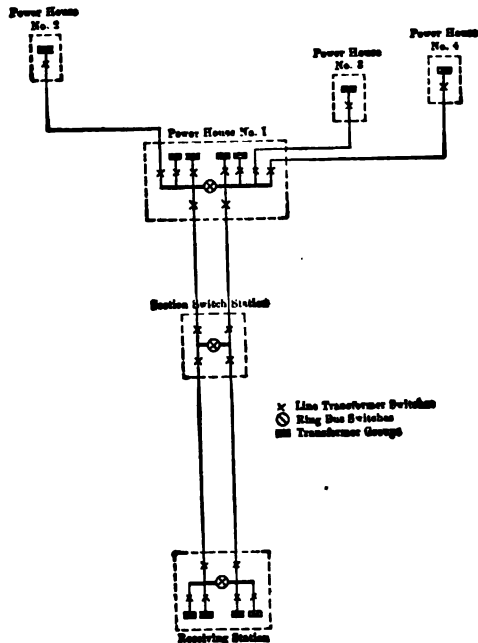 Power House
No. 2
Power House
No. 3
Power House
No. 4
Power House No. 1
Section Switch Station
Line Transformer Switches
Ring Bus Switches
Transformer Groups
Receiving Station